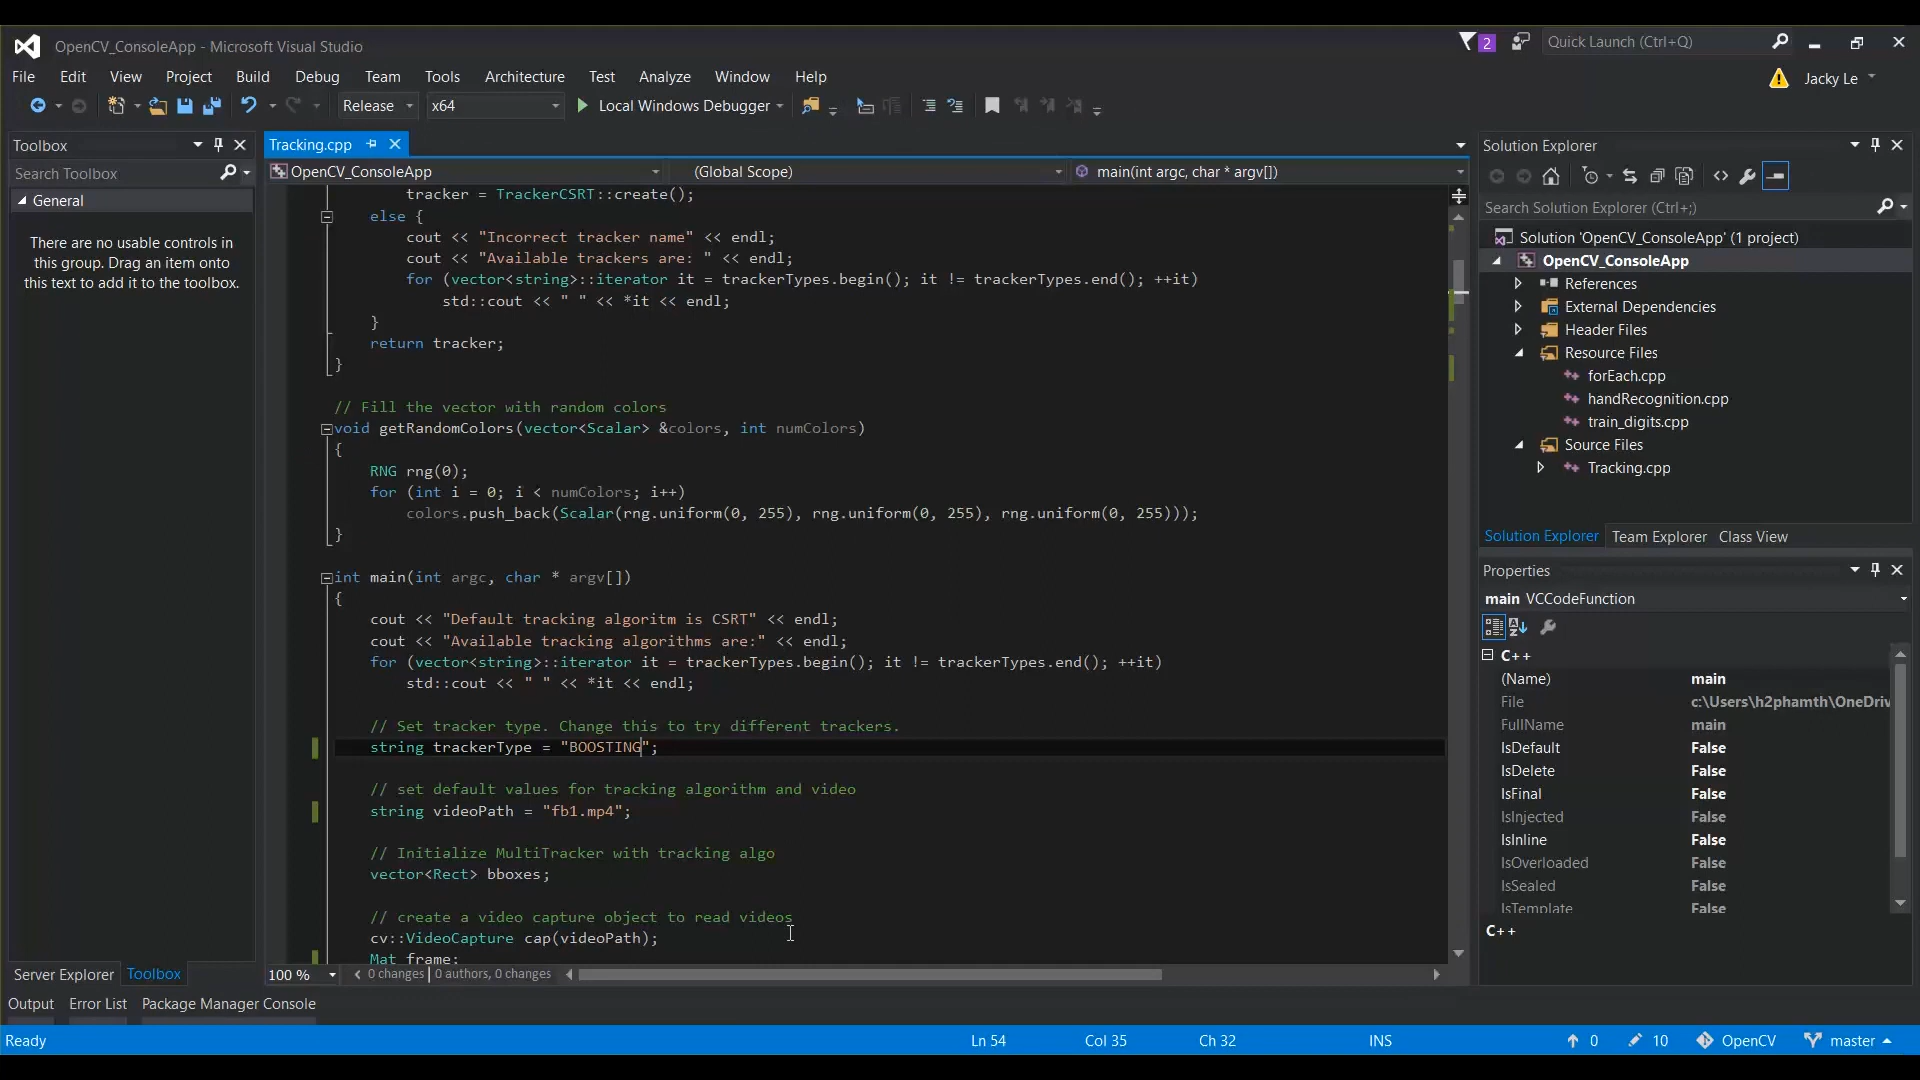 OpenCV_ConsoleApp - Microsoft Visual Studio
2
Quick Launch (Ctrl+Q)
File Edit View Project Build Debug Team Tools Architecture Test Analyze Window Help
Jacky Le
Release x64 Local Windows Debugger
Toolbox
Search Toolbox
General
There are no usable controls in
this group. Drag an item onto
this text to add it to the toolbox.
Server Explorer Toolbox
Tracking.cpp
OpenCV_ConsoleApp (Global Scope) main(int argc, char * argv[])
tracker = TrackerCSRT::create();
else {
cout << "Incorrect tracker name" << endl;
cout << "Available trackers are: " << endl;
for (vector<string>::iterator it = trackerTypes.begin(); it != trackerTypes.end(); ++it)
std::cout << " " << *it << endl;
}
return tracker;
}
// Fill the vector with random colors
void getRandomColors(vector<Scalar> &colors, int numColors)
{
RNG rng(0);
for (int i = 0; i < numColors; i++)
colors.push_back(Scalar(rng.uniform(0, 255), rng.uniform(0, 255), rng.uniform(0, 255)));
}
int main(int argc, char * argv[])
{
cout << "Default tracking algoritm is CSRT" << endl;
cout << "Available tracking algorithms are:" << endl;
for (vector<string>::iterator it = trackerTypes.begin(); it != trackerTypes.end(); ++it)
std::cout << " " << *it << endl;
// Set tracker type. Change this to try different trackers.
string trackerType = "BOOSTING";
// set default values for tracking algorithm and video
string videoPath = "fb1.mp4";
// Initialize MultiTracker with tracking algo
vector<Rect> bboxes;
// create a video capture object to read videos
cv::VideoCapture cap(videoPath);
Mat frame;
100 % 0 changes | 0 authors, 0 changes
Solution Explorer
Search Solution Explorer (Ctrl+;)
Solution 'OpenCV_ConsoleApp' (1 project)
OpenCV_ConsoleApp
References
External Dependencies
Header Files
Resource Files
forEach.cpp
handRecognition.cpp
train_digits.cpp
Source Files
Tracking.cpp
Solution Explorer Team Explorer Class View
Properties
main VCCodeFunction
C++
(Name) main
File c:\Users\h2phamth\OneDriv
FullName main
IsDefault False
IsDelete False
IsFinal False
IsInjected False
IsInline False
IsOverloaded False
IsSealed False
IsTemplate False
C++
Output Error List Package Manager Console
Ready Ln 54 Col 35 Ch 32 INS 0 10 OpenCV master